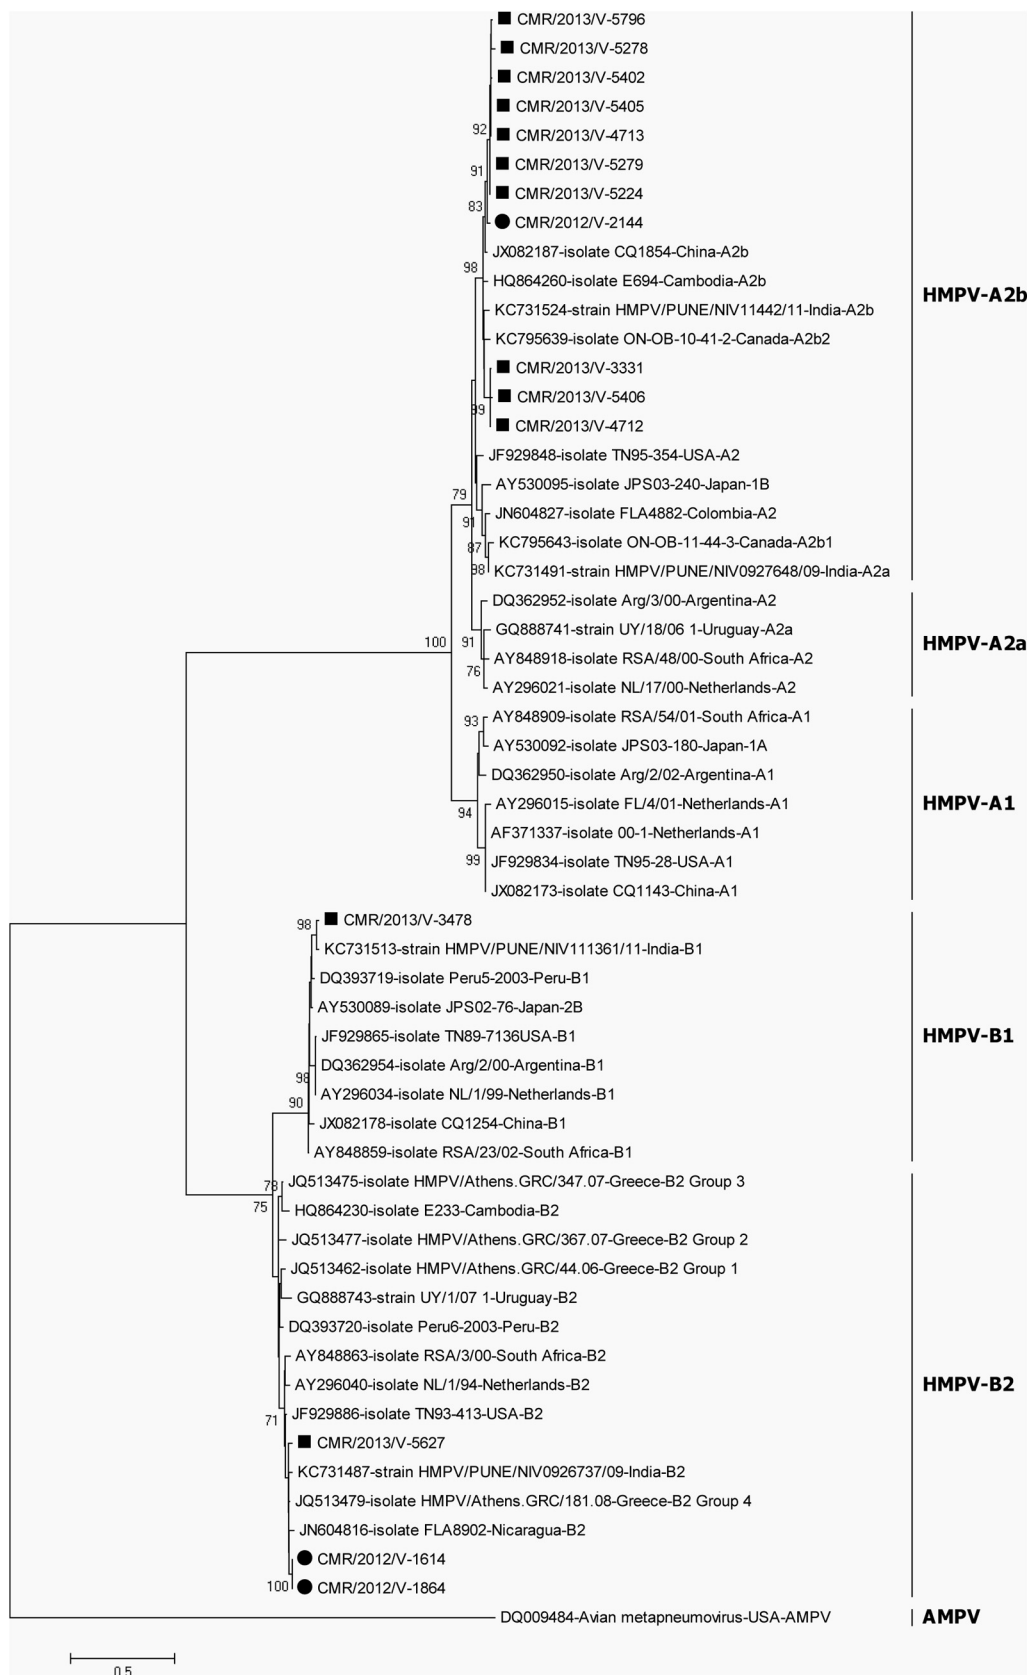 CMR/2013/V-5796
CMR/2013/V-5278
CMR/2013/V-5402
CMR/2013/V-5405
92
CMR/2013/V-4713
91
CMR/2013/V-5279
CMR/2013/V-5224
83
CMR/2012/V-2144
JX082187-isolate CQ1854-China-A2b
98
HQ864260-isolate E694-Cambodia-A2b
HMPV-A2b
KC731524-strain HMPV/PUNE/NIV11442/11-India-A2b
KC795639-isolate ON-OB-10-41-2-Canada-A2b2
CMR/2013/V-3331
CMR/2013/V-5406
99
CMR/2013/V-4712
JF929848-isolate TN95-354-USA-A2
AY530095-isolate JPS03-240-Japan-1B
79
JN604827-isolate FLA4882-Colombia-A2
91
KC795643-isolate ON-OB-11-44-3-Canada-A2b1
87
KC731491-strain HMPV/PUNE/NIV0927648/09-India-A2a
98
DQ362952-isolate Arg/3/00-Argentina-A2
GQ888741-strain UY/18/06 1-Uruguay-A2a
100
91
HMPV-A2a
AY848918-isolate RSA/48/00-South Africa-A2
76
AY296021-isolate NL/17/00-Netherlands-A2
AY848909-isolate RSA/54/01-South Africa-A1
93
AY530092-isolate JPS03-180-Japan-1A
DQ362950-isolate Arg/2/02-Argentina-A1
AY296015-isolate FL/4/01-Netherlands-A1
HMPV-A1
94
AF371337-isolate 00-1-Netherlands-A1
99
JF929834-isolate TN95-28-USA-A1
JX082173-isolate CQ1143-China-A1
98
CMR/2013/V-3478
KC731513-strain HMPV/PUNE/NIV111361/11-India-B1
DQ393719-isolate Peru5-2003-Peru-B1
AY530089-isolate JPS02-76-Japan-2B
JF929865-isolate TN89-7136USA-B1
HMPV-B1
DQ362954-isolate Arg/2/00-Argentina-B1
98
AY296034-isolate NL/1/99-Netherlands-B1
90
JX082178-isolate CQ1254-China-B1
AY848859-isolate RSA/23/02-South Africa-B1
JQ513475-isolate HMPV/Athens.GRC/347.07-Greece-B2 Group 3
78
75
HQ864230-isolate E233-Cambodia-B2
JQ513477-isolate HMPV/Athens.GRC/367.07-Greece-B2 Group 2
JQ513462-isolate HMPV/Athens.GRC/44.06-Greece-B2 Group 1
GQ888743-strain UY/1/07 1-Uruguay-B2
DQ393720-isolate Peru6-2003-Peru-B2
AY848863-isolate RSA/3/00-South Africa-B2
AY296040-isolate NL/1/94-Netherlands-B2
HMPV-B2
JF929886-isolate TN93-413-USA-B2
71
CMR/2013/V-5627
KC731487-strain HMPV/PUNE/NIV0926737/09-India-B2
JQ513479-isolate HMPV/Athens.GRC/181.08-Greece-B2 Group 4
JN604816-isolate FLA8902-Nicaragua-B2
CMR/2012/V-1614
100
CMR/2012/V-1864
DQ009484-Avian metapneumovirus-USA-AMPV
AMPV
0.5